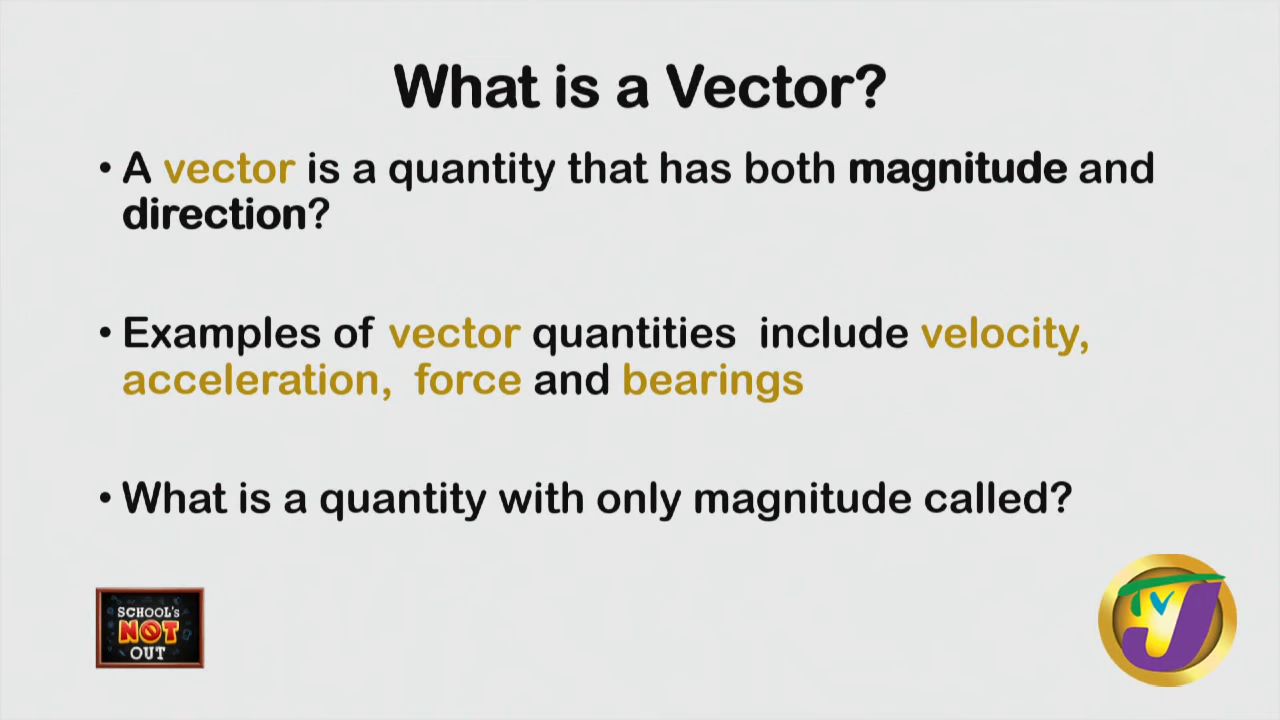 What is a Vector?
• A vector is a quantity that has both magnitude and
direction?
• Examples of vector quantities include velocity,
acceleration, force and bearings
• What is a quantity with only magnitude called?
SCHOOL's
NOT
OUT
TVJ